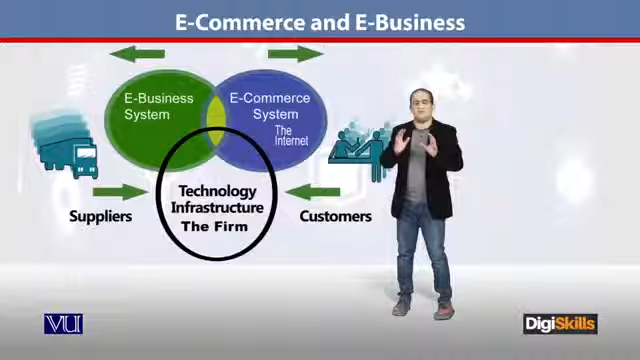 E-Commerce and E-Business
E-Business
System
E-Commerce
System
The
Internet
Technology
Infrastructure
The Firm
Suppliers
Customers
VU
DigiSkills